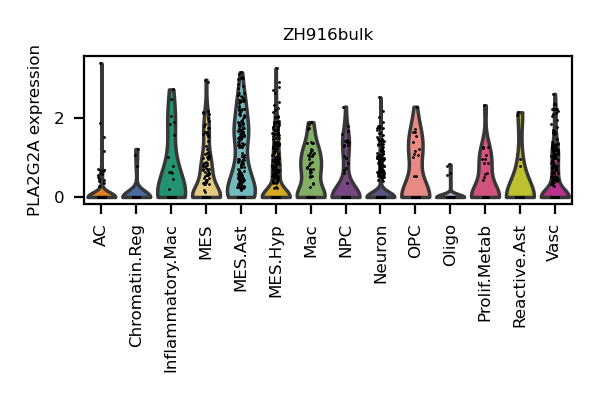 ZH916bulk
PLA2G2A expression
2
0
AC
Chromatin.Reg
Inflammatory.Mac
MES
MES.Ast
MES.Hyp
Mac
NPC
Neuron
OPC
Oligo
Prolif.Metab
Reactive.Ast
Vasc